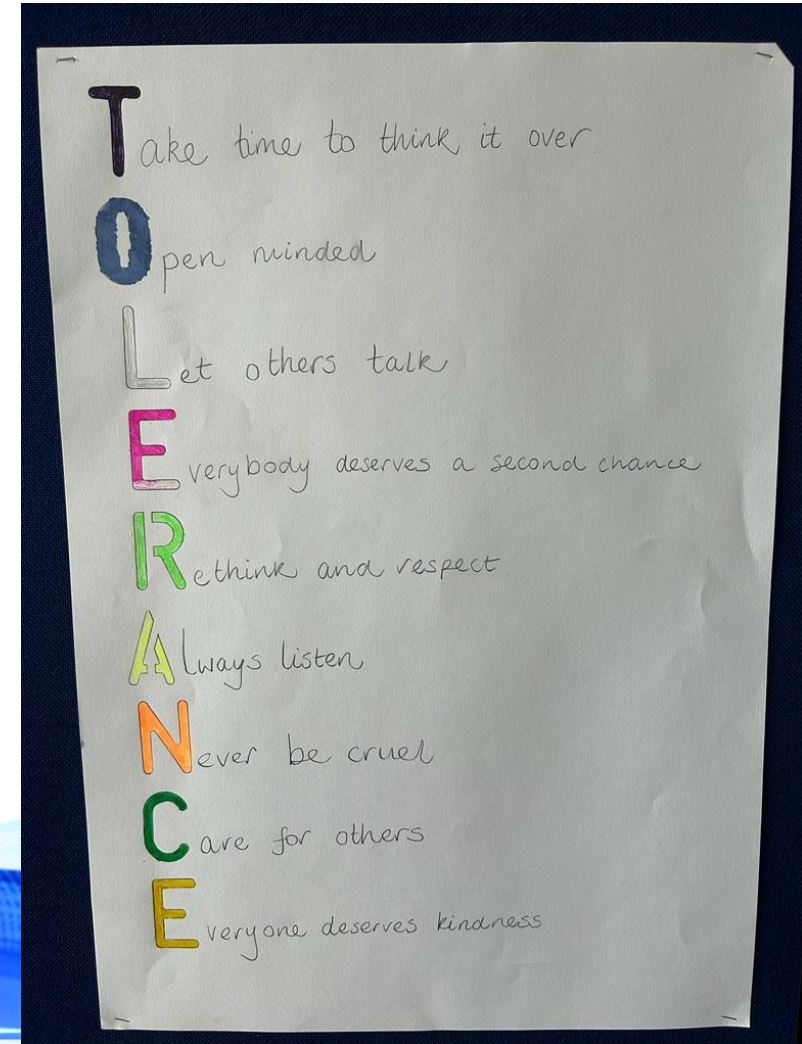 Take time to think it over
Open minded
Let others talk
Everybody deserves a second chance
Rethink and respect
Always listen
Never be cruel
Care for others
Everyone deserves kindness